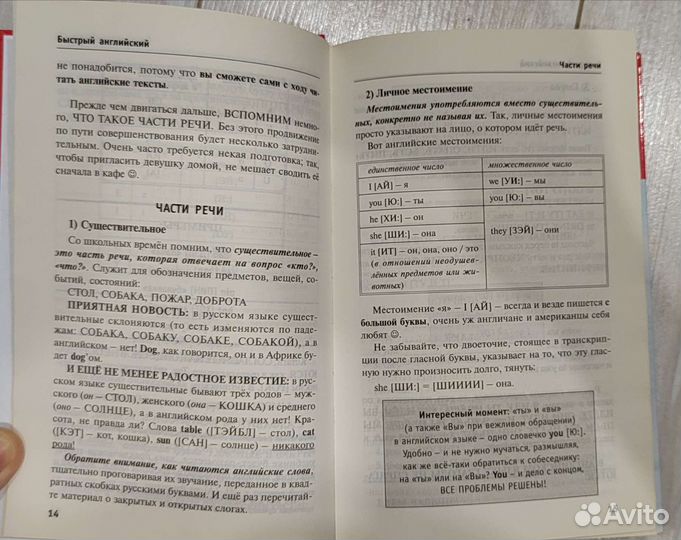 Быстрый английский
не понадобится, потому что вы сможете сами с ходу чи-
тать английские тексты.
Прежде чем двигаться дальше, ВСПОМНИМ немно-
го, ЧТО ТАКОЕ ЧАСТИ РЕЧИ. Без этого продвижение
по пути совершенствования будет несколько затрудни-
тельным. Очень часто требуется некая подготовка; так,
чтобы пригласить девушку домой, не мешает сводить её
сначала в кафе ☺.
ЧАСТИ РЕЧИ
1) Существительное
Со школьных времён помним, что существительное –
это часть речи, которая отвечает на вопрос «кто?»,
«что?». Служит для обозначения предметов, вещей, со-
бытий, состояний:
СТОЛ, СОБАКА, ПОЖАР, ДОБРОТА
ПРИЯТНАЯ НОВОСТЬ: в русском языке сущест-
вительные склоняются (то есть изменяются по паде-
жам: СОБАКА, СОБАКУ, СОБАКЕ, СОБАКОЙ), а в
английском – нет! Dog, как говорится, он и в Африке бу-
дет dog'ом.
И ЕЩЁ НЕ МЕНЕЕ РАДОСТНОЕ ИЗВЕСТИЕ: в рус-
ском языке существительные бывают трёх родов – муж-
ского (он – СТОЛ), женского (она – КОШКА) и среднего
(оно – СОЛНЦЕ), а в английском рода у них нет! Кра-
сота, не правда ли? Слова table ([ТЭЙБЛ] – стол), cat
([КЭТ] – кот, кошка), sun ([САН] – солнце) – никакого
рода!
Обратите внимание, как читаются английские слова,
тщательно проговаривая их звучание, переданное в квад-
ратных скобках русскими буквами. И ещё раз перечитай-
те материал о закрытых и открытых слогах.
14
Части речи
2) Личное местоимение
Местоимения употребляются вместо существитель-
ных, конкретно не называя их. Так, личные местоимения
просто указывают на лицо, о котором идёт речь.
Вот английские местоимения:
единственное число множественное число
I [АЙ] – я we [УИ:] – мы
you [Ю:] – ты you [Ю:] – вы
he [ХИ:] – он
she [ШИ:] – она they [ЗЭЙ] – они
it [ИТ] – он, она, оно / это
(в отношении неодушев-
лённых предметов или жи-
вотных)
Местоимение «я» – I [АЙ] – всегда и везде пишется с
большой буквы, очень уж англичане и американцы себя
любят ☺.
Не забывайте, что двоеточие, стоящее в транскрип-
ции после гласной буквы, указывает на то, что эту глас-
ную нужно произносить долго, тянуть:
she [ШИ:] = [ШИИИИ] – она.
Интересный момент: «ты» и «вы»
(а также «Вы» при вежливом обращении)
в английском языке – одно словечко you [Ю:].
Удобно – и не нужно мучаться, размышляя,
как же всё-таки обратиться к собеседнику:
на «ты» или на «Вы»? You – и дело с концом,
ВСЕ ПРОБЛЕМЫ РЕШЕНЫ!
Avito